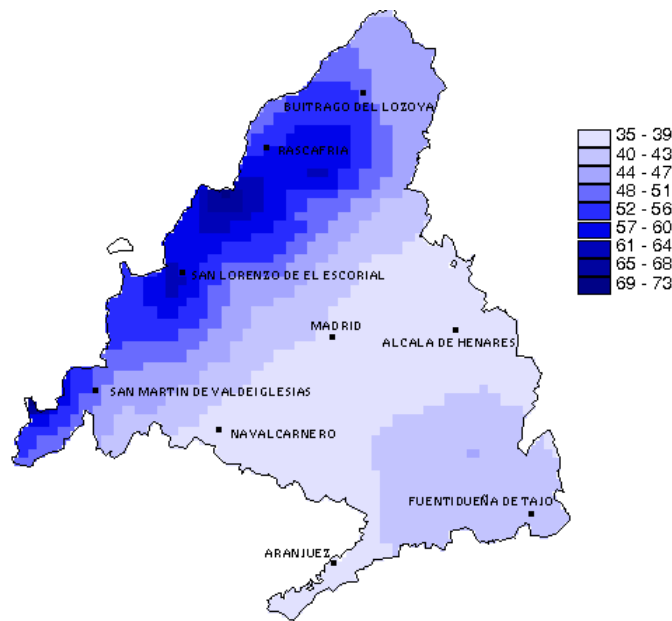 BUITRAGO DEL LOZOYA
RASCAFRIA
SAN LORENZO DE EL ESCORIAL
MADRID
ALCALA DE HENARES
SAN MARTIN DE VALDEIGLESIAS
NAVALCARNERO
FUENTIDUEÑA DE TAJO
ARANJUEZ
35 - 39
40 - 43
44 - 47
48 - 51
52 - 56
57 - 60
61 - 64
65 - 68
69 - 73